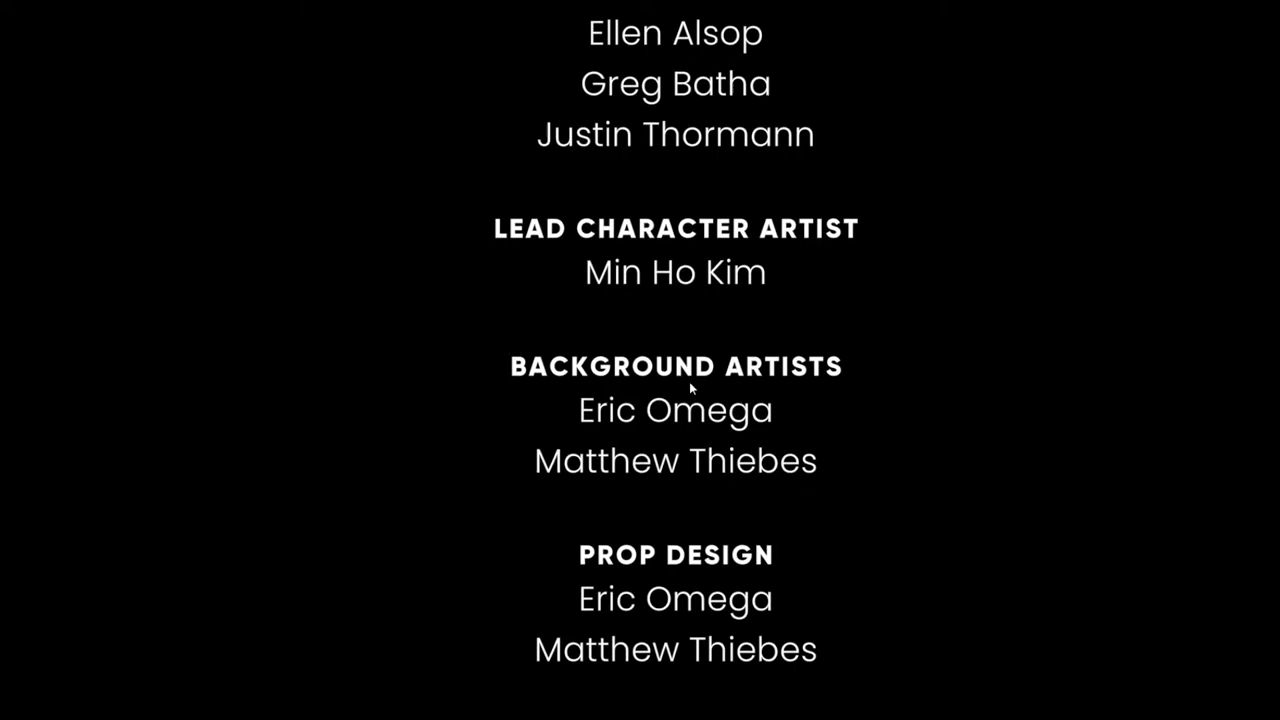 Ellen Alsop
Greg Batha
Justin Thormann
LEAD CHARACTER ARTIST
Min Ho Kim
BACKGROUND ARTISTS
Eric Omega
Matthew Thiebes
PROP DESIGN
Eric Omega
Matthew Thiebes